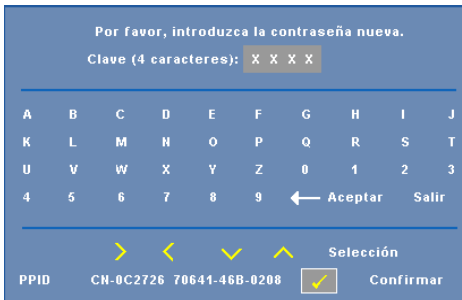 Por favor, introduzca la contraseña nueva.
Clave (4 caracteres): X X X X
A B C D E F G H I J
K L M N O P Q R S T
U V W X Y Z 0 1 2 3
4 5 6 7 8 9 ← Aceptar Salir
> < ∨ ∧ Selección
PPID CN-0C2726 70641-46B-0208 ✓ Confirmar